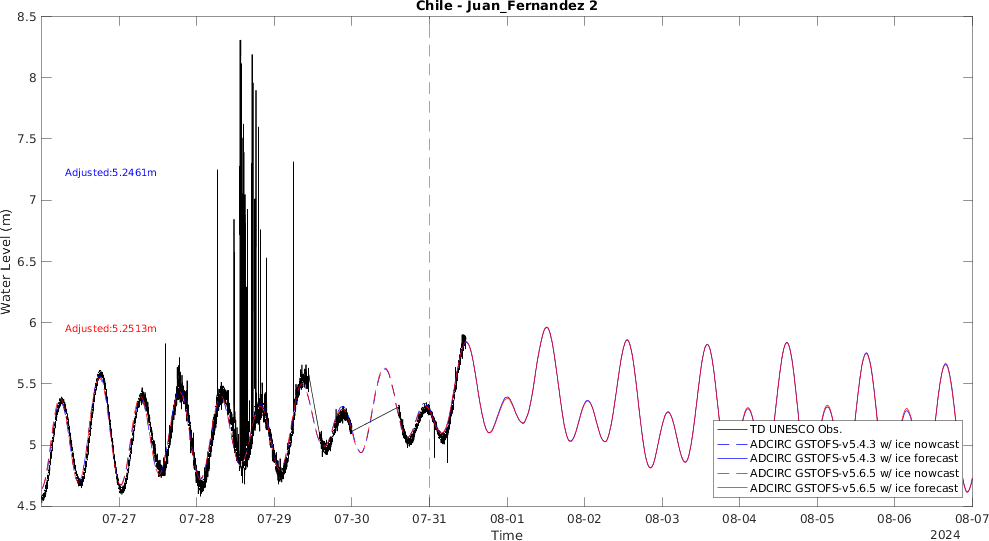 Chile - Juan_Fernandez 2
8.5
8
7.5
7
6.5
6
5.5
5
4.5
Water Level (m)
Adjusted:5.2461m
Adjusted:5.2513m
TD UNESCO Obs.
ADCIRC GSTOFS-v5.4.3 w/ ice nowcast
ADCIRC GSTOFS-v5.4.3 w/ ice forecast
ADCIRC GSTOFS-v5.6.5 w/ ice nowcast
ADCIRC GSTOFS-v5.6.5 w/ ice forecast
07-27 07-28 07-29 07-30 07-31 08-01 08-02 08-03 08-04 08-05 08-06 08-07
Time
2024